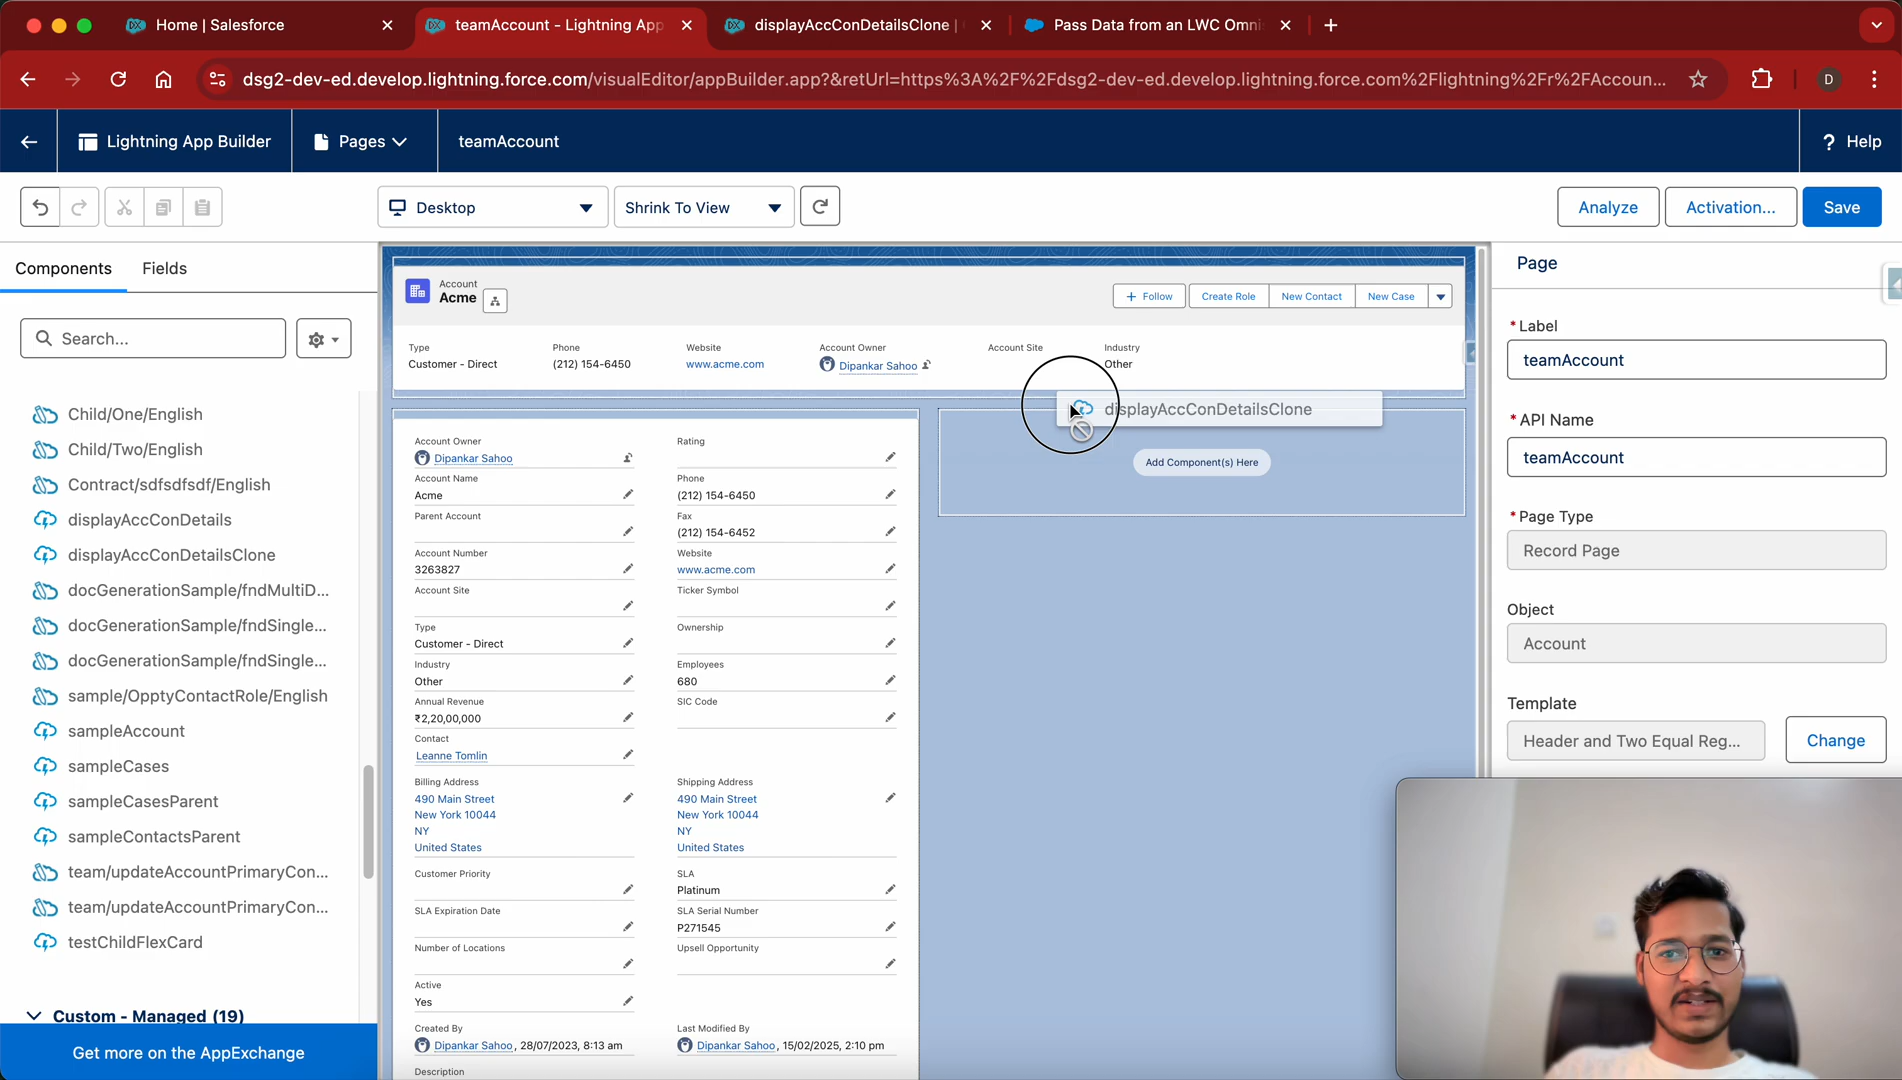 Home | Salesforce
teamAccount - Lightning App
displayAccConDetailsClone |
Pass Data from an LWC Omni
dsg2-dev-ed.develop.lightning.force.com/visualEditor/appBuilder.app?&retUrl=https%3A%2F%2Fdsg2-dev-ed.develop.lightning.force.com%2Flightning%2Fr%2FAccoun...
D
Lightning App Builder
Pages
teamAccount
? Help
Desktop
Shrink To View
Analyze
Activation...
Save
Components
Fields
Search...
Child/One/English
Child/Two/English
Contract/sdfsdfsdf/English
displayAccConDetails
displayAccConDetailsClone
docGenerationSample/fndMultiD...
docGenerationSample/fndSingle...
docGenerationSample/fndSingle...
sample/OpptyContactRole/English
sampleAccount
sampleCases
sampleCasesParent
sampleContactsParent
team/updateAccountPrimaryCon...
team/updateAccountPrimaryCon...
testChildFlexCard
Custom - Managed (19)
Get more on the AppExchange
Account
Acme
+ Follow
Create Role
New Contact
New Case
Type
Customer - Direct
Phone
(212) 154-6450
Website
www.acme.com
Account Owner
Dipankar Sahoo
Account Site
Industry
Other
displayAccConDetailsClone
Add Component(s) Here
Account Owner
Dipankar Sahoo
Rating
Account Name
Acme
Phone
(212) 154-6450
Parent Account
Fax
(212) 154-6452
Account Number
3263827
Website
www.acme.com
Account Site
Ticker Symbol
Type
Customer - Direct
Ownership
Industry
Other
Employees
680
Annual Revenue
₹2,20,00,000
SIC Code
Contact
Leanne Tomlin
Billing Address
490 Main Street
New York 10044
NY
United States
Shipping Address
490 Main Street
New York 10044
NY
United States
Customer Priority
SLA
Platinum
SLA Expiration Date
SLA Serial Number
P271545
Number of Locations
Upsell Opportunity
Active
Yes
Created By
Dipankar Sahoo, 28/07/2023, 8:13 am
Last Modified By
Dipankar Sahoo, 15/02/2025, 2:10 pm
Description
Page
* Label
teamAccount
* API Name
teamAccount
* Page Type
Record Page
Object
Account
Template
Header and Two Equal Reg...
Change